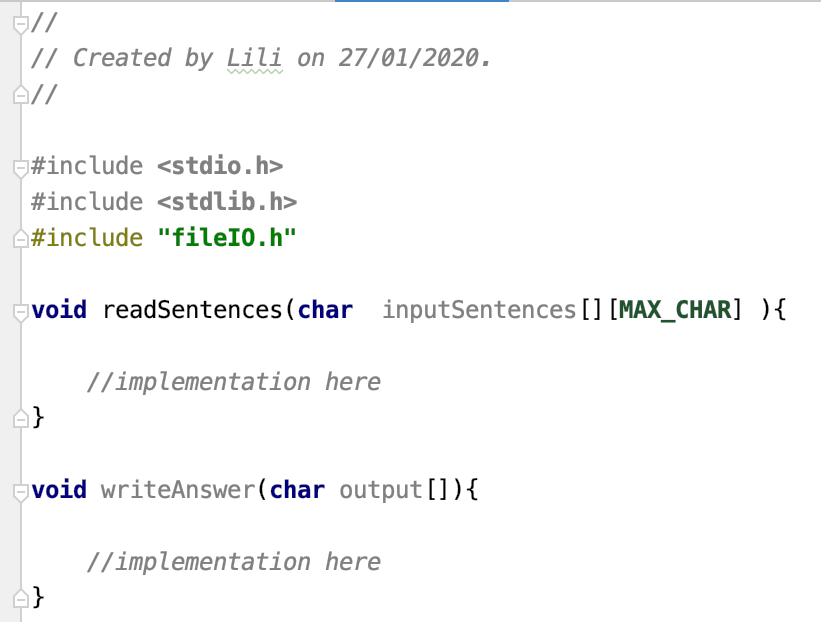 //
// Created by Lili on 27/01/2020.
//
#include <stdio.h>
#include <stdlib.h>
#include "fileIO.h"
void readSentences(char  inputSentences[][MAX_CHAR] ){
//implementation here
}
void writeAnswer(char output[]){
//implementation here
}